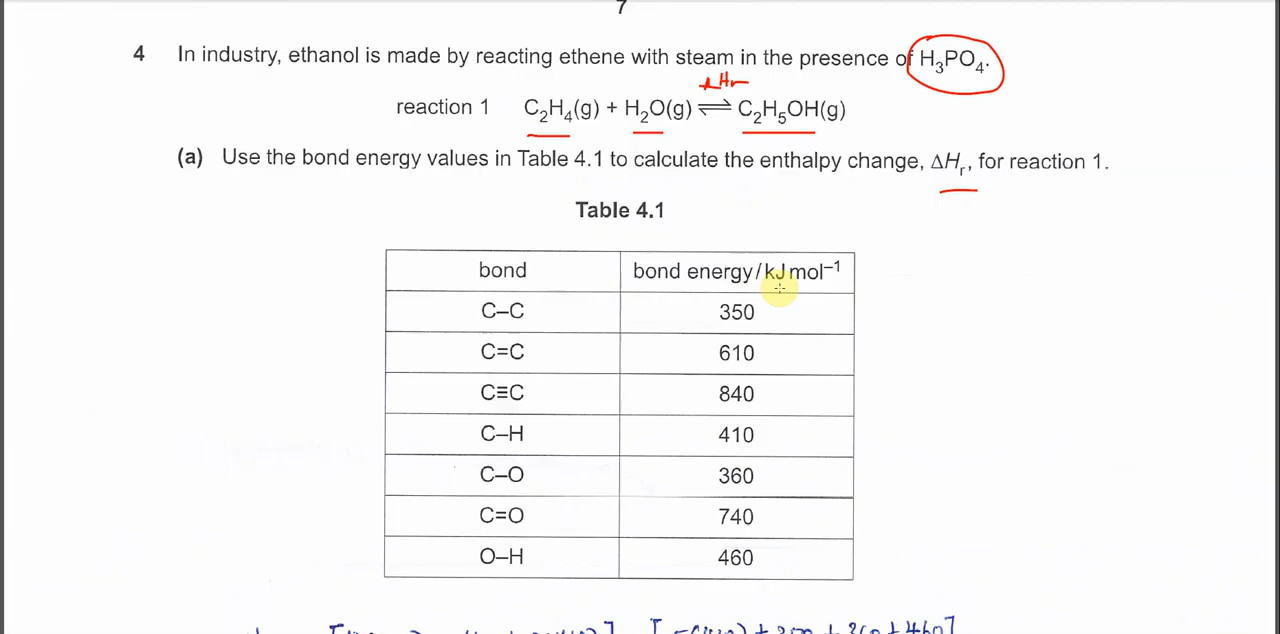 7
4 In industry, ethanol is made by reacting ethene with steam in the presence of H₃PO₄.
ΔHr
reaction 1 C₂H₄(g) + H₂O(g) ⇌ C₂H₅OH(g)
(a) Use the bond energy values in Table 4.1 to calculate the enthalpy change, ΔHᵣ, for reaction 1.
Table 4.1
bond bond energy/kJ mol⁻¹
C–C 350
C=C 610
C≡C 840
C–H 410
C–O 360
C=O 740
O–H 460